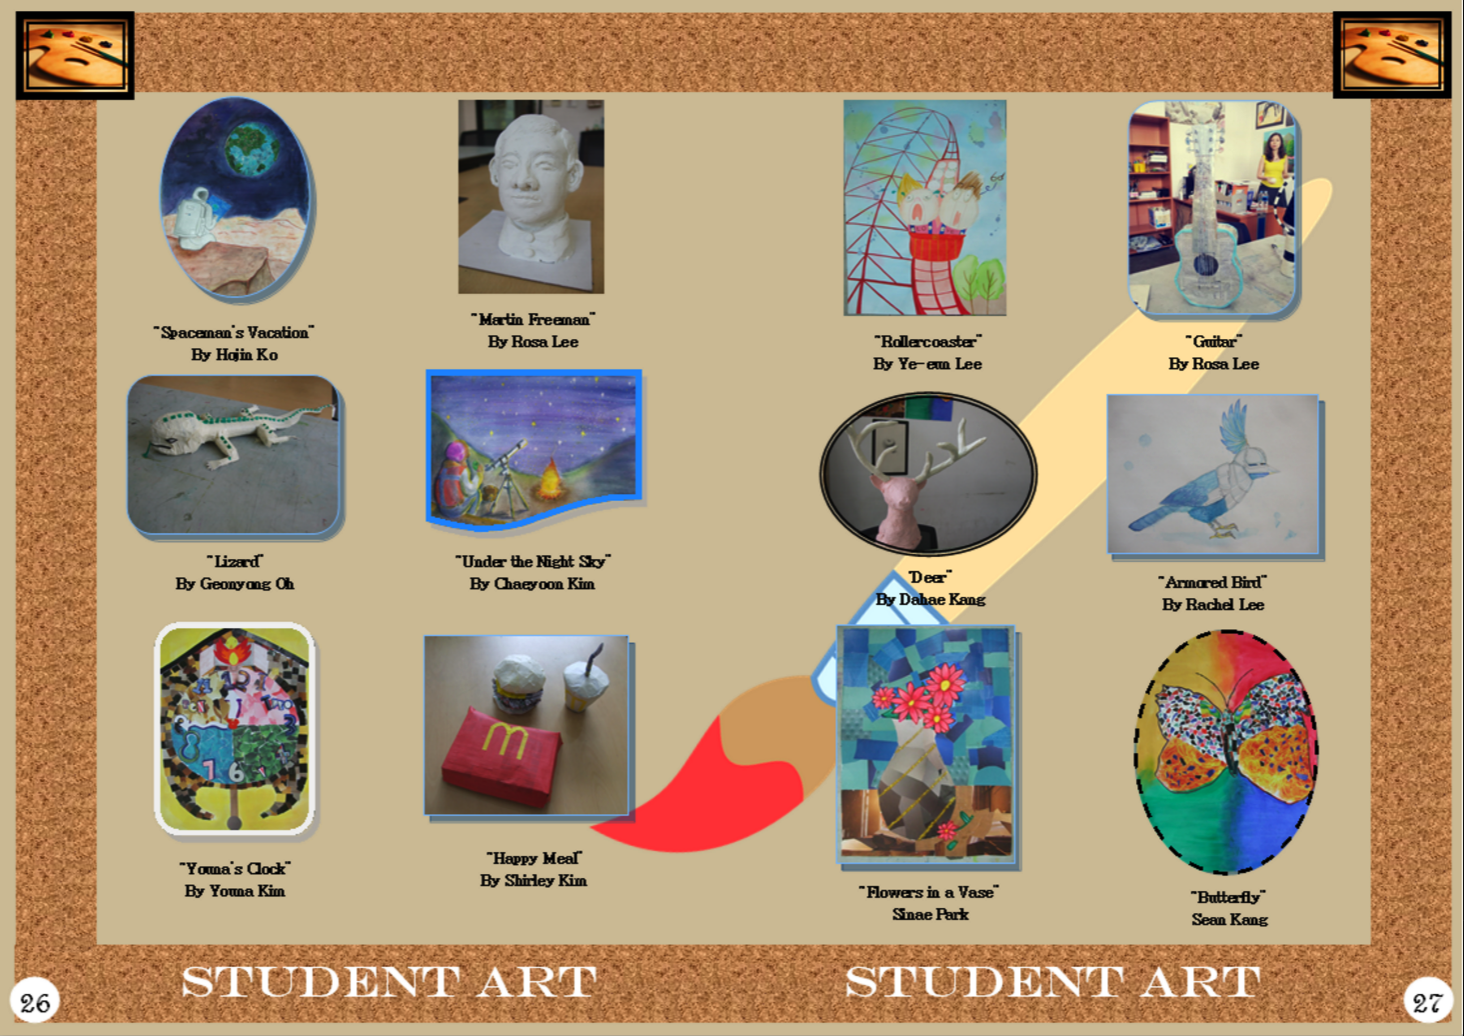 "Spaceman's Vacation"
By Hojin Ko
"Martin Freeman"
By Rosa Lee
"Rollercoaster"
By Ye-eun Lee
"Guitar"
By Rosa Lee
"Lizard"
By Geonyong Oh
"Under the Night Sky"
By Chaeyoon Kim
"Deer"
By Dahae Kang
"Armored Bird"
By Rachel Lee
"Youna's Clock"
By Youna Kim
"Happy Meal"
By Shirley Kim
"Flowers in a Vase"
Sinae Park
"Butterfly"
Sean Kang
STUDENT ART
STUDENT ART
26
27